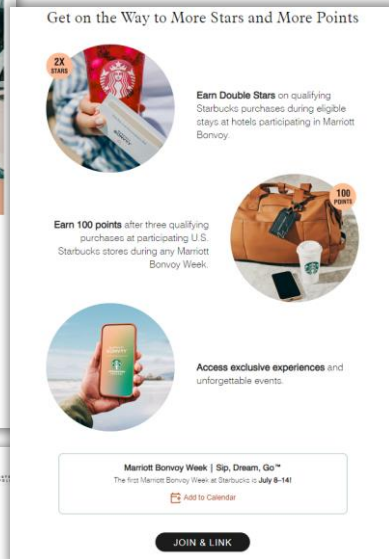 Get on the Way to More Stars and More Points
2X
STARS
Earn Double Stars on qualifying
Starbucks purchases during eligible
stays at hotels participating in Marriott
Bonvoy.
100
POINTS
Earn 100 points after three qualifying
purchases at participating U.S.
Starbucks stores during any Marriott
Bonvoy Week.
Access exclusive experiences and
unforgettable events.
Marriott Bonvoy Week | Sip, Dream, Go™
The first Marriott Bonvoy Week at Starbucks is July 8–14!
Add to Calendar
JOIN & LINK